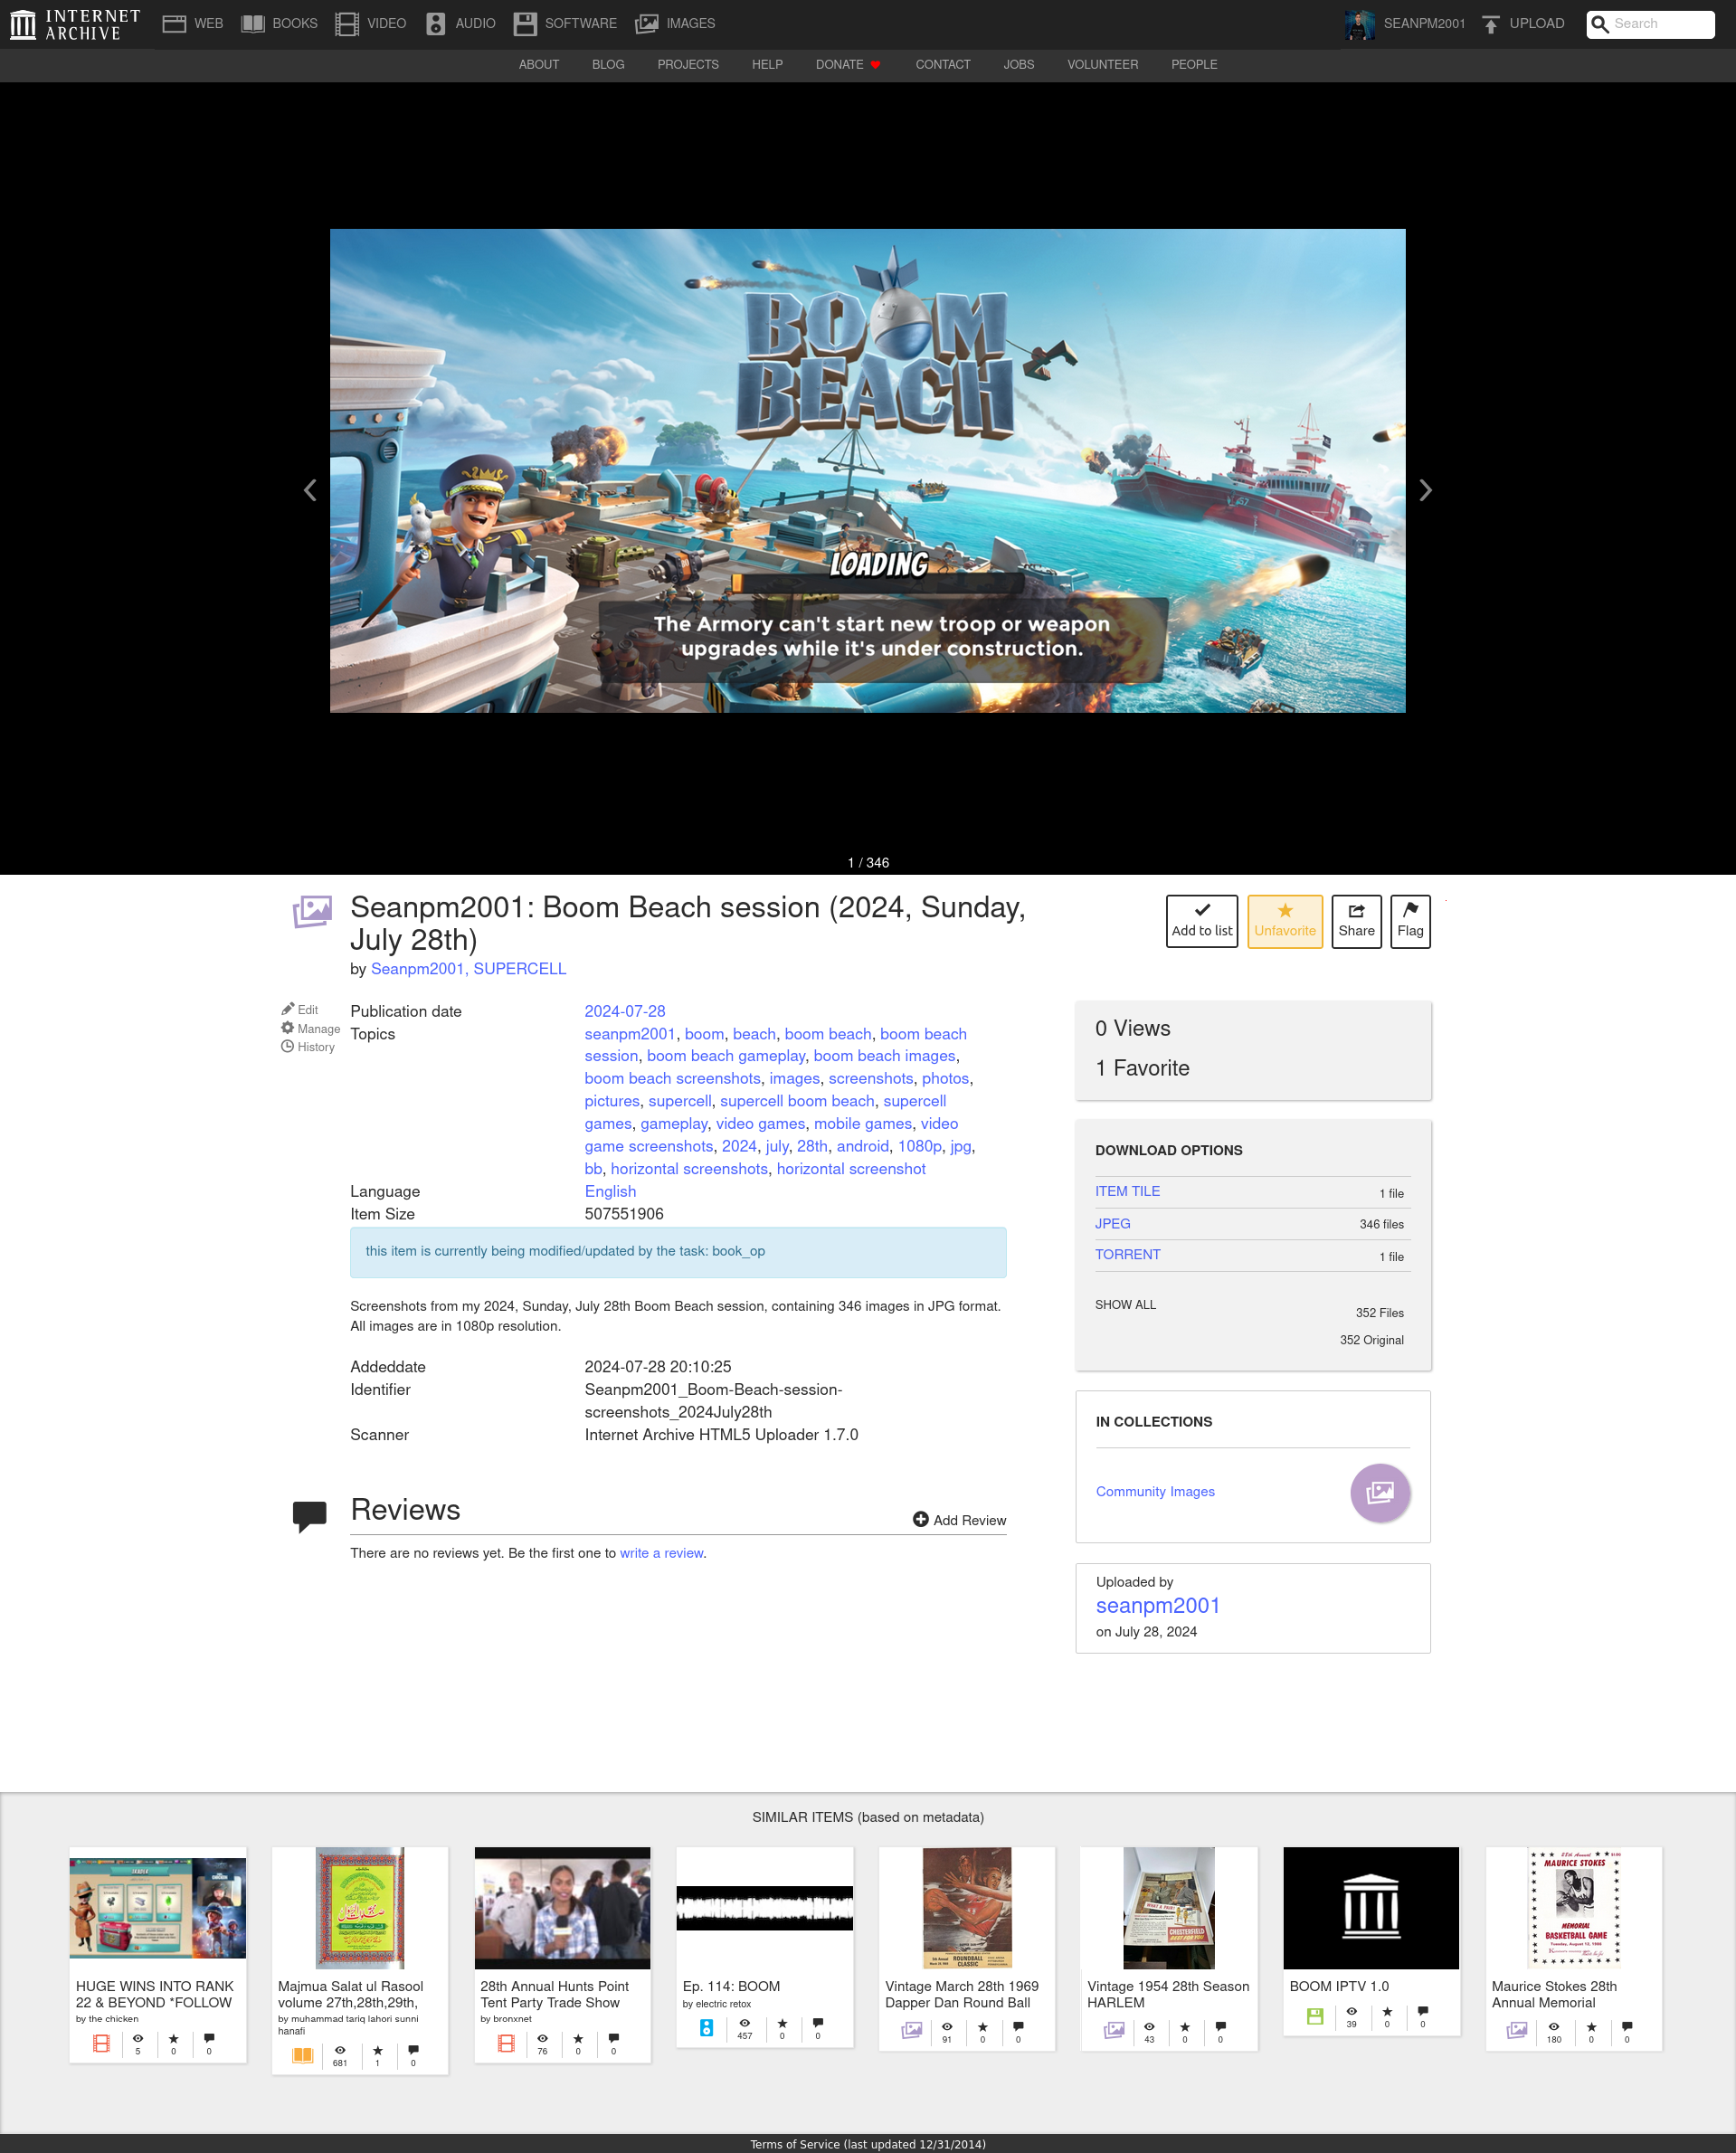 INTERNET
ARCHIVE
WEB
BOOKS
VIDEO
AUDIO
SOFTWARE
IMAGES
SEANPM2001
UPLOAD
Search
ABOUT
BLOG
PROJECTS
HELP
DONATE
CONTACT
JOBS
VOLUNTEER
PEOPLE
BOOM
BEACH
LOADING
The Armory can't start new troop or weapon
upgrades while it's under construction.
1 / 346
Seanpm2001: Boom Beach session (2024, Sunday,
July 28th)
by Seanpm2001, SUPERCELL
Add to list
Unfavorite
Share
Flag
Edit
Manage
History
Publication date 2024-07-28
Topics seanpm2001, boom, beach, boom beach, boom beach
session, boom beach gameplay, boom beach images,
boom beach screenshots, images, screenshots, photos,
pictures, supercell, supercell boom beach, supercell
games, gameplay, video games, mobile games, video
game screenshots, 2024, july, 28th, android, 1080p, jpg,
bb, horizontal screenshots, horizontal screenshot
Language English
Item Size 507551906
this item is currently being modified/updated by the task: book_op
Screenshots from my 2024, Sunday, July 28th Boom Beach session, containing 346 images in JPG format.
All images are in 1080p resolution.
Addeddate 2024-07-28 20:10:25
Identifier Seanpm2001_Boom-Beach-session-
screenshots_2024July28th
Scanner Internet Archive HTML5 Uploader 1.7.0
Reviews
Add Review
There are no reviews yet. Be the first one to write a review.
0 Views
1 Favorite
DOWNLOAD OPTIONS
ITEM TILE 1 file
JPEG 346 files
TORRENT 1 file
SHOW ALL 352 Files
352 Original
IN COLLECTIONS
Community Images
Uploaded by
seanpm2001
on July 28, 2024
SIMILAR ITEMS (based on metadata)
HUGE WINS INTO RANK
22 & BEYOND *FOLLOW
by the chicken
5
0
0
Majmua Salat ul Rasool
volume 27th,28th,29th,
by muhammad tariq lahori sunni
hanafi
681
1
0
28th Annual Hunts Point
Tent Party Trade Show
by bronxnet
76
0
0
Ep. 114: BOOM
by electric retox
457
0
0
ROUNDBALL
CLASSIC
Vintage March 28th 1969
Dapper Dan Round Ball
91
0
0
CHESTERFIELD
BEST FOR YOU
Vintage 1954 28th Season
HARLEM
43
0
0
BOOM IPTV 1.0
39
0
0
MAURICE STOKES
MEMORIAL
BASKETBALL GAME
Maurice Stokes 28th
Annual Memorial
180
0
0
Terms of Service (last updated 12/31/2014)